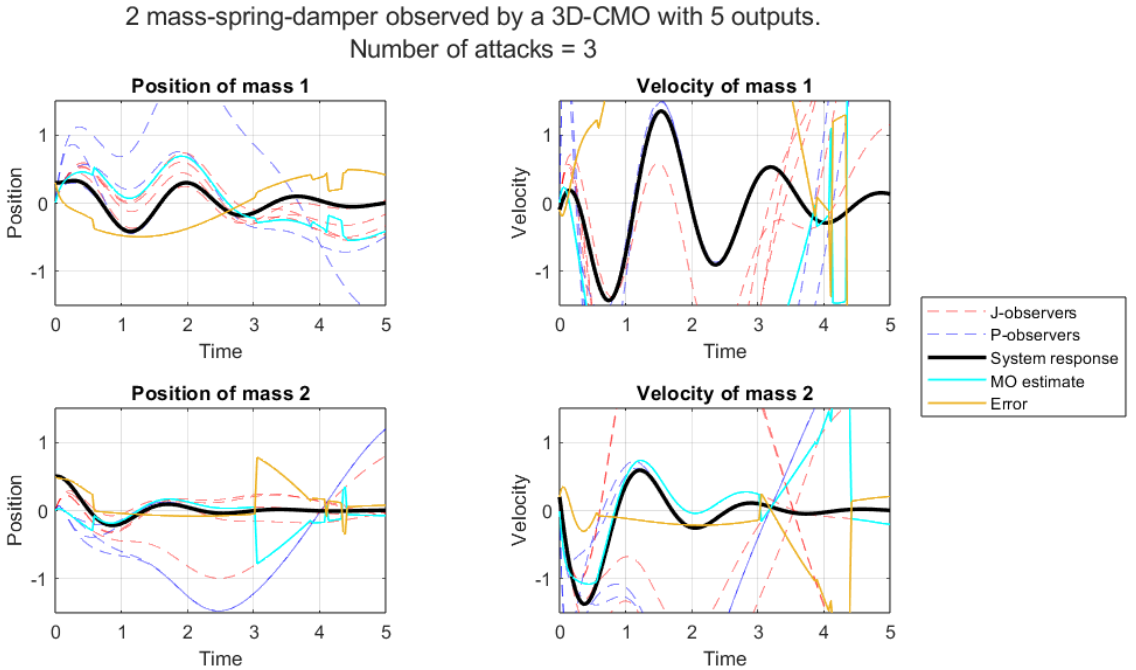 2 mass-spring-damper observed by a 3D-CMO with 5 outputs.
Number of attacks = 3
Position of mass 1
Position
1
0
-1
0 1 2 3 4 5
Time
Velocity of mass 1
Velocity
1
0
-1
0 1 2 3 4 5
Time
J-observers
P-observers
System response
MO estimate
Error
Position of mass 2
Position
1
0
-1
0 1 2 3 4 5
Time
Velocity of mass 2
Velocity
1
0
-1
0 1 2 3 4 5
Time